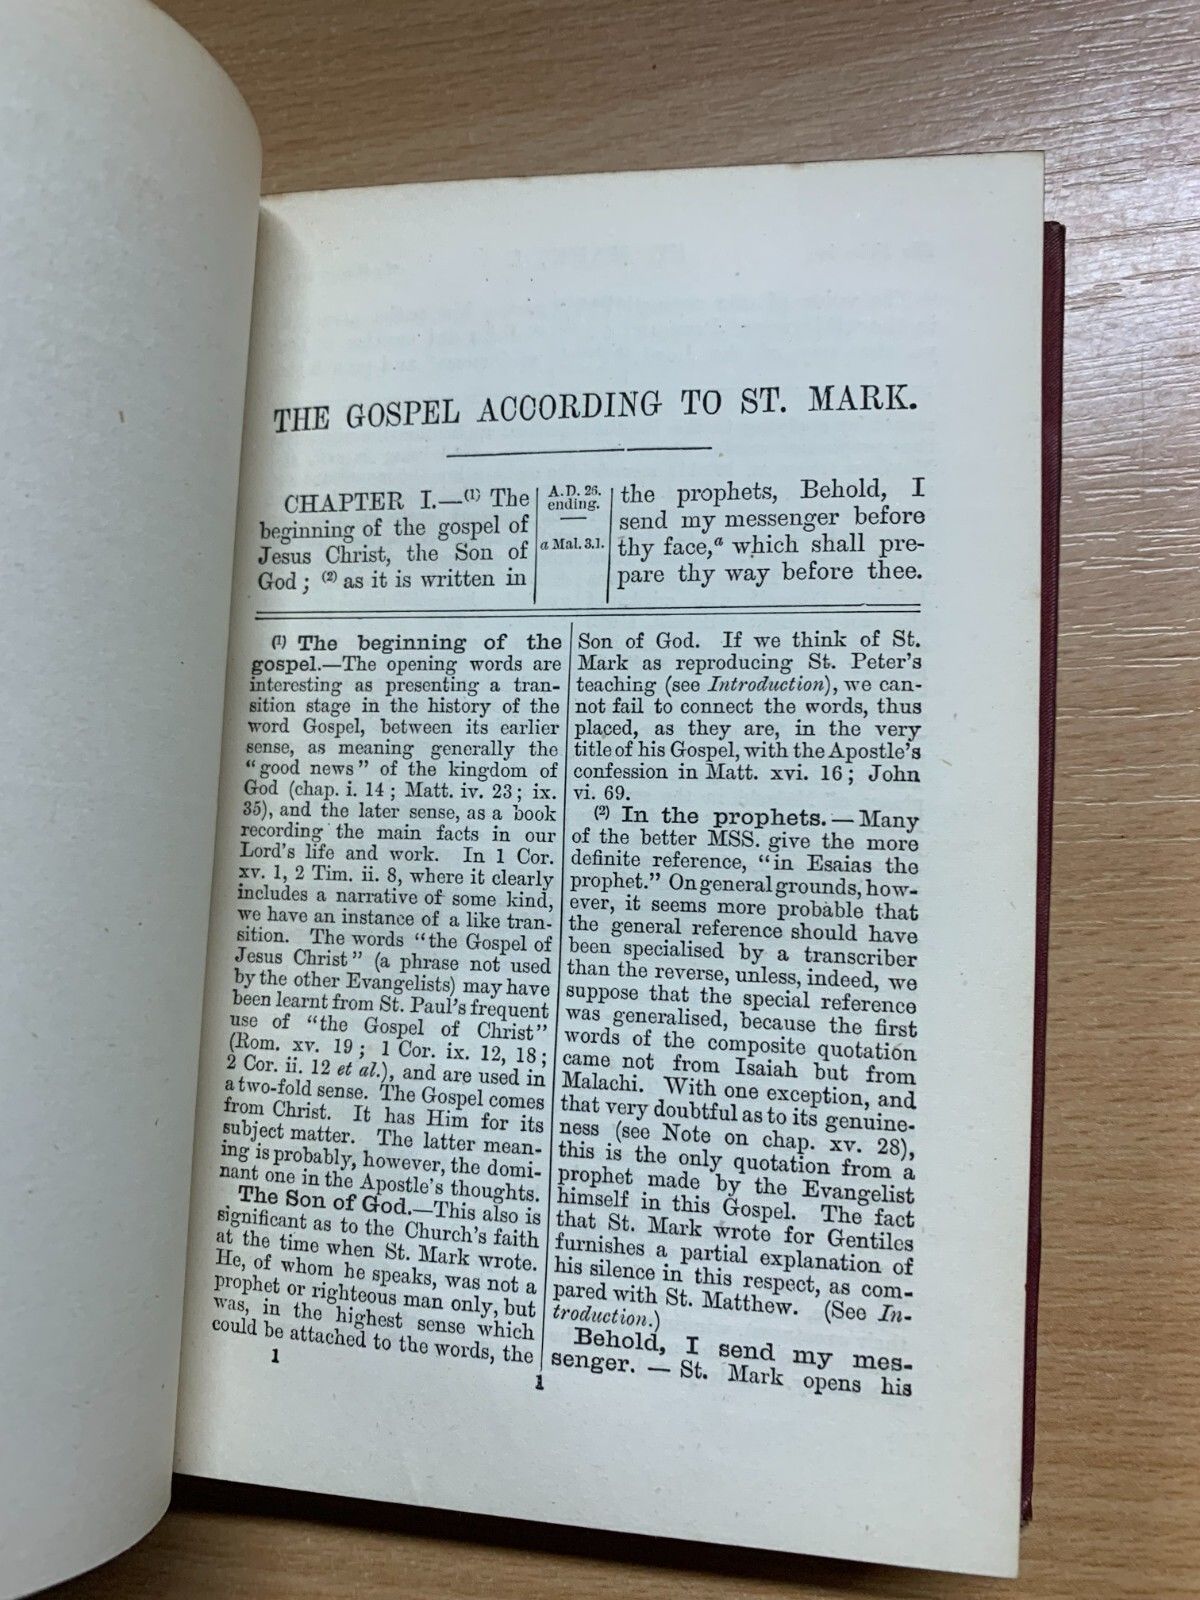 THE GOSPEL ACCORDING TO ST. MARK.
CHAPTER I.—(1) The
beginning of the gospel of
Jesus Christ, the Son of
God; (2) as it is written in
A.D. 26.
ending.
a Mal. 3.1.
the prophets, Behold, I
send my messenger before
thy face,a which shall pre-
pare thy way before thee.
(1) The beginning of the
gospel.—The opening words are
interesting as presenting a tran-
sition stage in the history of the
word Gospel, between its earlier
sense, as meaning generally the
“good news” of the kingdom of
God (chap. i. 14; Matt. iv. 23; ix.
35), and the later sense, as a book
recording the main facts in our
Lord's life and work. In 1 Cor.
xv. 1, 2 Tim. ii. 8, where it clearly
includes a narrative of some kind,
we have an instance of a like tran-
sition. The words “the Gospel of
Jesus Christ” (a phrase not used
by the other Evangelists) may have
been learnt from St. Paul's frequent
use of “the Gospel of Christ”
(Rom. xv. 19; 1 Cor. ix. 12, 18;
2 Cor. ii. 12 et al.), and are used in
a two-fold sense. The Gospel comes
from Christ. It has Him for its
subject matter. The latter mean-
ing is probably, however, the domi-
nant one in the Apostle's thoughts.
The Son of God.—This also is
significant as to the Church's faith
at the time when St. Mark wrote.
He, of whom he speaks, was not a
prophet or righteous man only, but
was, in the highest sense which
could be attached to the words, the
1
Son of God. If we think of St.
Mark as reproducing St. Peter's
teaching (see Introduction), we can-
not fail to connect the words, thus
placed, as they are, in the very
title of his Gospel, with the Apostle's
confession in Matt. xvi. 16; John
vi. 69.
(2) In the prophets.—Many
of the better MSS. give the more
definite reference, “in Esaias the
prophet.” On general grounds, how-
ever, it seems more probable that
the general reference should have
been specialised by a transcriber
than the reverse, unless, indeed, we
suppose that the special reference
was generalised, because the first
words of the composite quotation
came not from Isaiah but from
Malachi. With one exception, and
that very doubtful as to its genuine-
ness (see Note on chap. xv. 28),
this is the only quotation from a
prophet made by the Evangelist
himself in this Gospel. The fact
that St. Mark wrote for Gentiles
furnishes a partial explanation of
his silence in this respect, as com-
pared with St. Matthew. (See In-
troduction.)
Behold, I send my mes-
senger. — St. Mark opens his
1